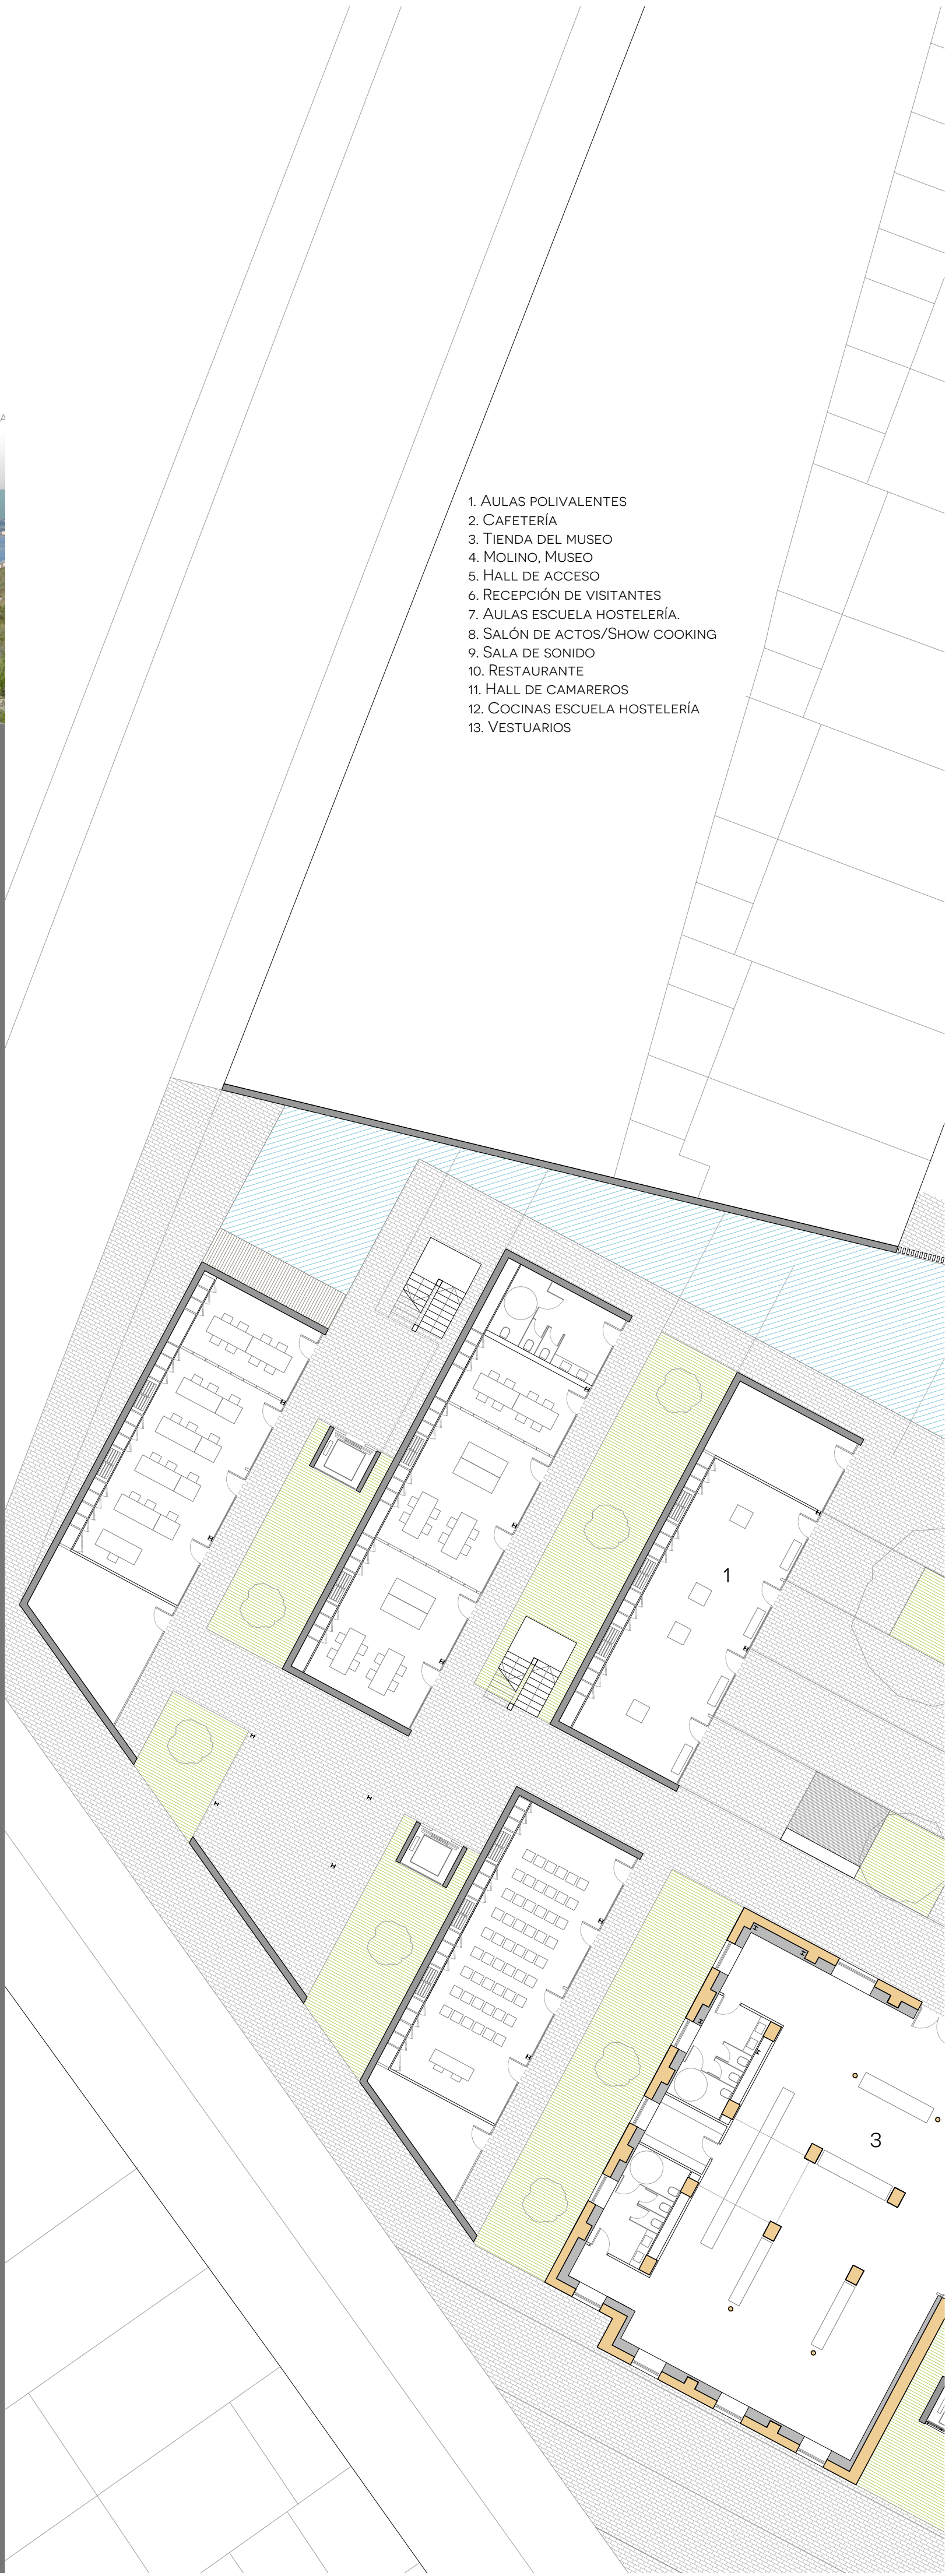 A
1. Aulas polivalentes
2. Cafetería
3. Tienda del museo
4. Molino, Museo
5. Hall de acceso
6. Recepción de visitantes
7. Aulas escuela hostelería.
8. Salón de actos/Show cooking
9. Sala de sonido
10. Restaurante
11. Hall de camareros
12. Cocinas escuela hostelería
13. Vestuarios
1
3